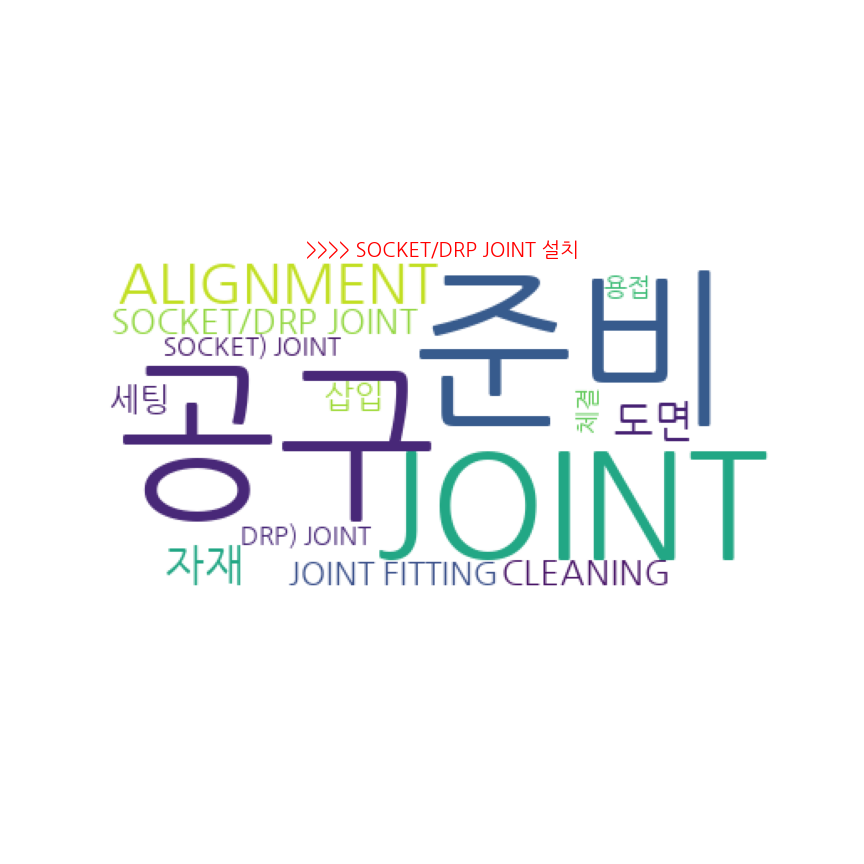 >>>> SOCKET/DRP JOINT 설치
ALIGNMENT
준비
용접
SOCKET/DRP JOINT
SOCKET) JOINT
공구
세팅
삽입
체결
도면
JOINT
DRP) JOINT
자재
JOINT FITTING
CLEANING